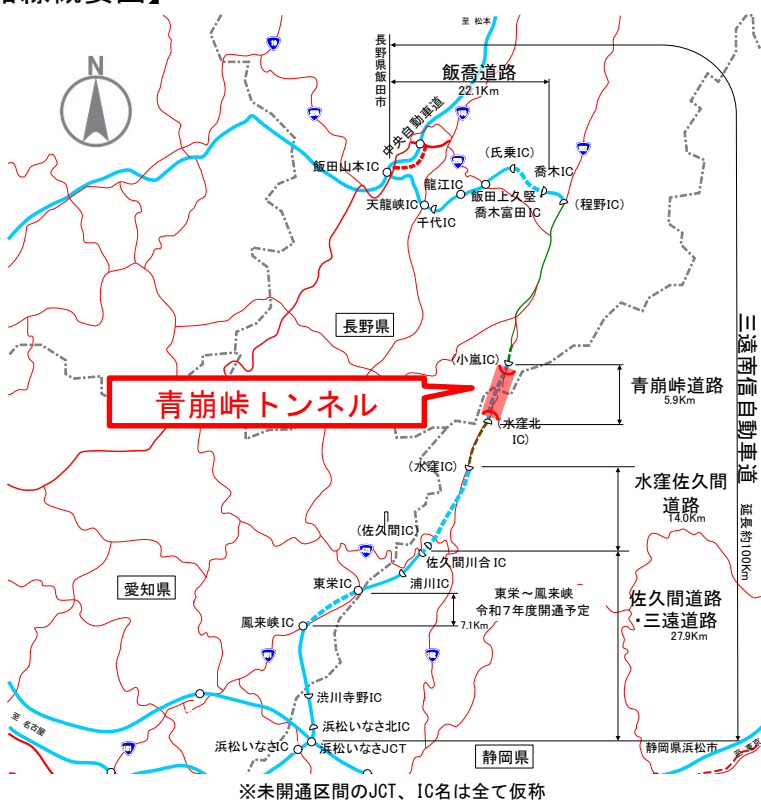 至 松本
長野県飯田市
飯喬道路
22.1Km
N
中央自動車道
飯田山本IC
(氏乗IC)
喬木IC
龍江IC
飯田上久堅
喬木富田IC
天龍峡IC
千代IC
(程野IC)
長野県
(小嵐IC)
青崩峠トンネル
青崩峠道路
5.9Km
(水窪北
IC)
三遠南信自動車道
延長約100Km
(水窪IC)
水窪佐久間
道路
14.0Km
(佐久間IC)
佐久間川合IC
東栄IC
浦川IC
愛知県
東栄~鳳来峡
令和7年度開通予定
7.1Km
佐久間道路
・三遠道路
27.9Km
鳳来峡IC
渋川寺野IC
浜松いなさ北IC
至 名古屋
浜松いなさIC
浜松いなさJCT
静岡県
静岡県浜松市
※未開通区間のJCT、IC名は全て仮称